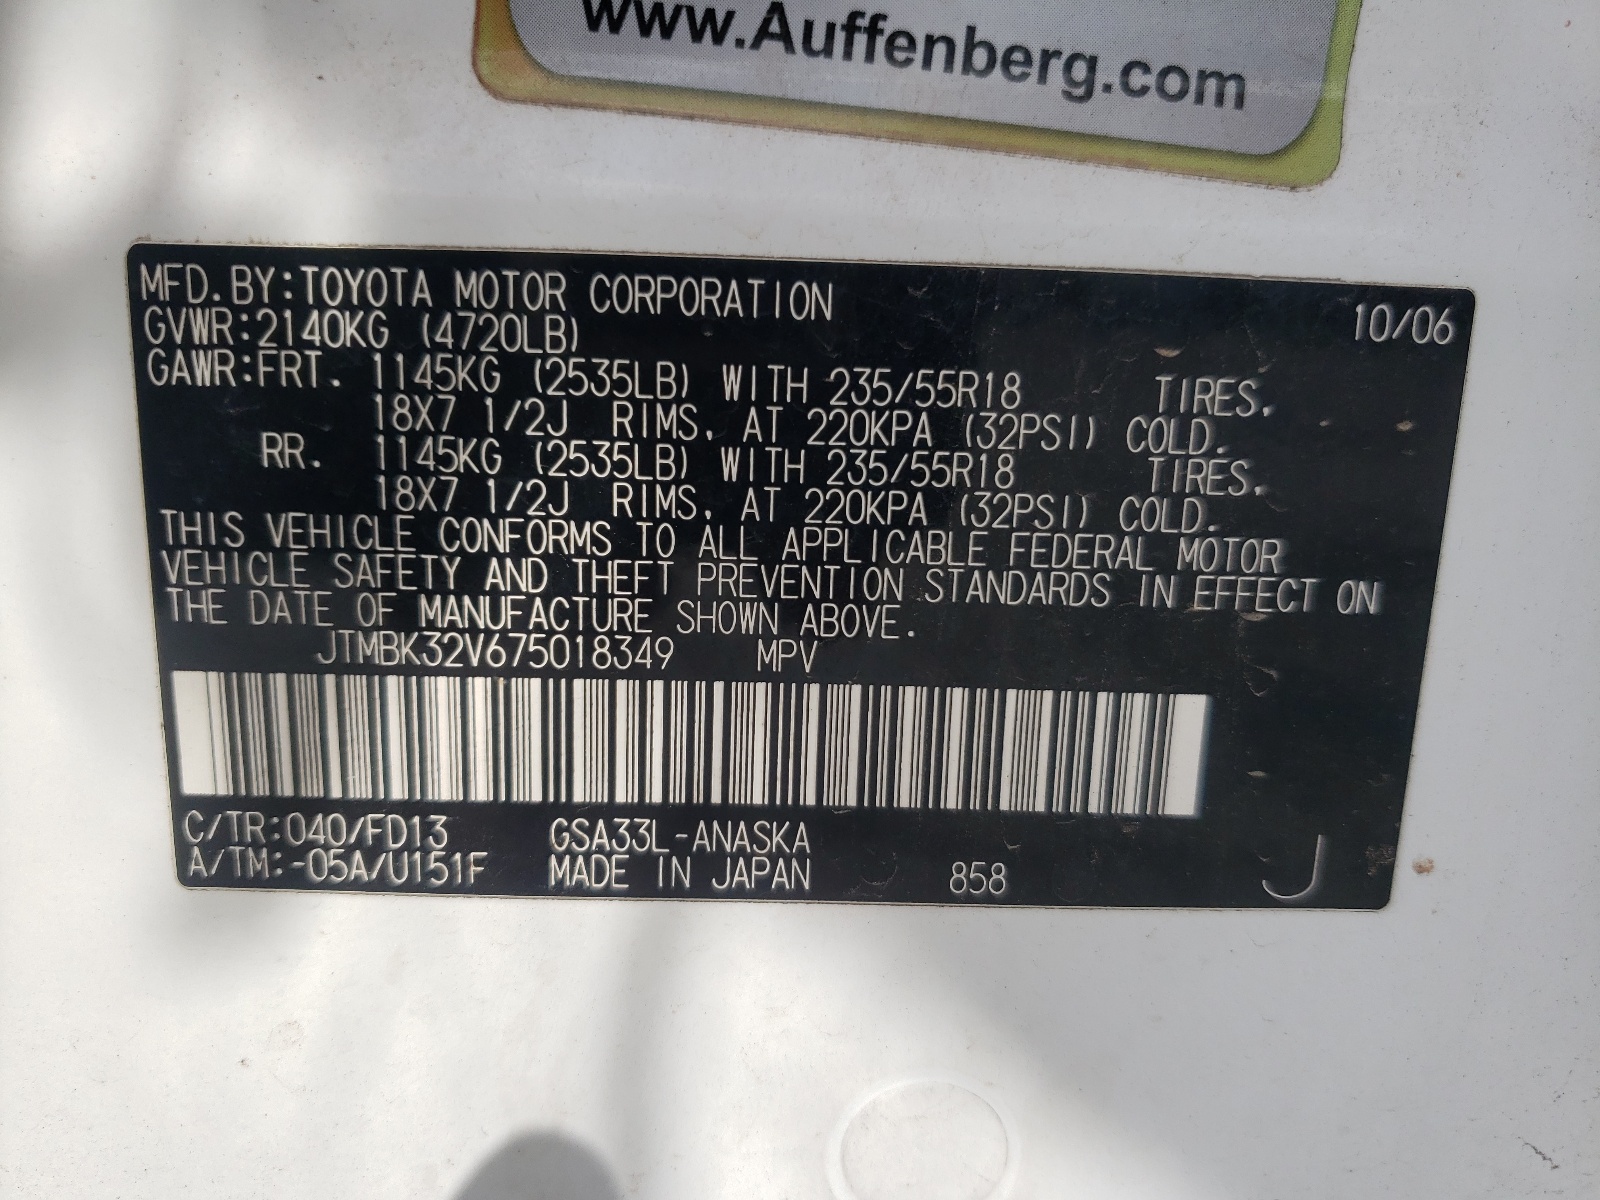 www.Auffenberg.com
MFD.BY:TOYOTA MOTOR CORPORATION 10/06
GVWR:2140KG (4720LB)
GAWR:FRT. 1145KG (2535LB) WITH 235/55R18 TIRES,
18X7 1/2J RIMS, AT 220KPA (32PSI) COLD.
RR. 1145KG (2535LB) WITH 235/55R18 TIRES,
18X7 1/2J RIMS, AT 220KPA (32PSI) COLD.
THIS VEHICLE CONFORMS TO ALL APPLICABLE FEDERAL MOTOR
VEHICLE SAFETY AND THEFT PREVENTION STANDARDS IN EFFECT ON
THE DATE OF MANUFACTURE SHOWN ABOVE.
JTMBK32V675018349 MPV
C/TR:040/FD13 GSA33L-ANASKA
A/TM:-05A/U151F MADE IN JAPAN 858 J